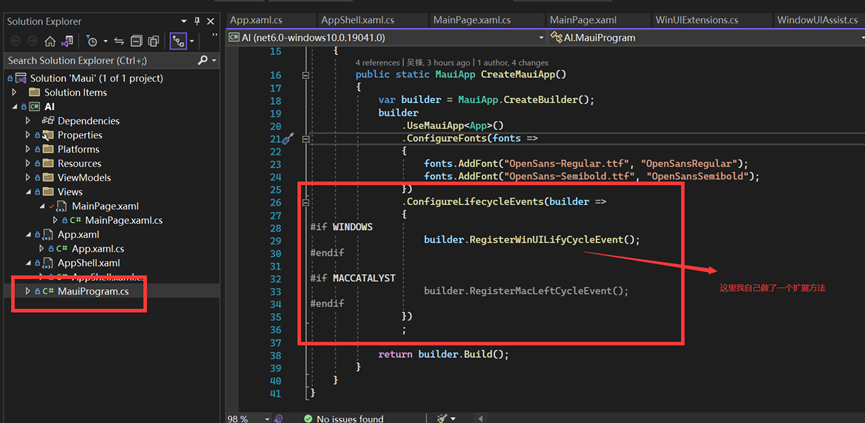 Solution Explorer
Search Solution Explorer (Ctrl+;)
Solution 'Maui' (1 of 1 project)
Solution Items
AI
Dependencies
Properties
Platforms
Resources
ViewModels
Views
MainPage.xaml
MainPage.xaml.cs
App.xaml
App.xaml.cs
AppShell.xaml
AppShell.xaml.cs
MauiProgram.cs
App.xaml.cs AppShell.xaml.cs MainPage.xaml.cs MainPage.xaml WinUIExtensions.cs WindowUIAssist.cs
AI (net6.0-windows10.0.19041.0) AI.MauiProgram
15 {
4 references | 吴锋, 3 hours ago | 1 author, 4 changes
16 public static MauiApp CreateMauiApp()
17 {
18 var builder = MauiApp.CreateBuilder();
19 builder
20 .UseMauiApp<App>()
21 .ConfigureFonts(fonts =>
22 {
23 fonts.AddFont("OpenSans-Regular.ttf", "OpenSansRegular");
24 fonts.AddFont("OpenSans-Semibold.ttf", "OpenSansSemibold");
25 })
26 .ConfigureLifecycleEvents(builder =>
27 {
28 #if WINDOWS
29 builder.RegisterWinUILifyCycleEvent();
30 #endif
31
32 #if MACCATALYST
33 builder.RegisterMacLeftCycleEvent();
34 #endif
35 })
36 ;
37
38 return builder.Build();
39 }
40 }
41 }
这里我自己做了一个扩展方法
98 % No issues found